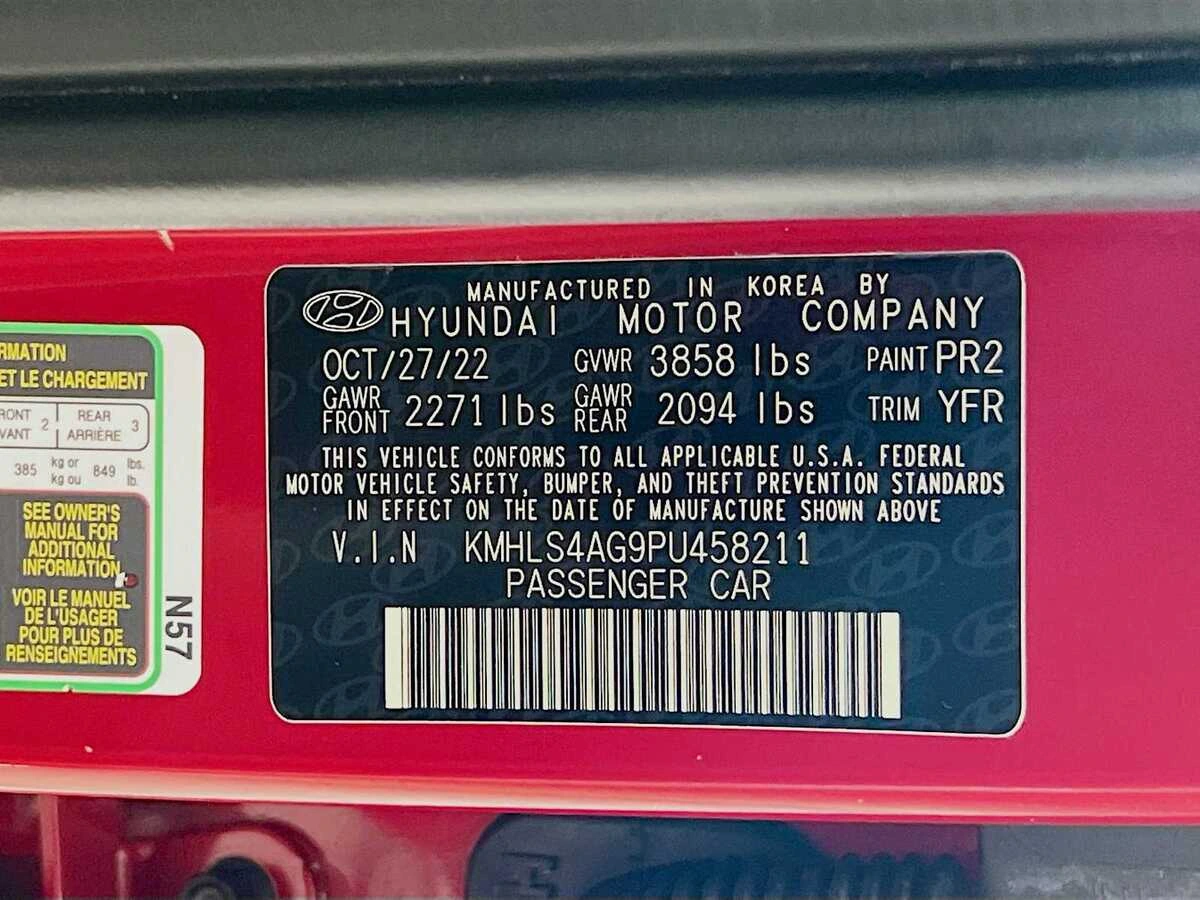 RMATION
ET LE CHARGEMENT
RONT 2 REAR 3
VANT ARRIÈRE
385 kg or 849 lbs.
kg ou lb.
SEE OWNER'S
MANUAL FOR
ADDITIONAL
INFORMATION
VOIR LE MANUEL
DE L'USAGER
POUR PLUS DE
RENSEIGNEMENTS
N57
MANUFACTURED IN KOREA BY
HYUNDAI MOTOR COMPANY
OCT/27/22 GVWR 3858 lbs PAINT PR2
GAWR FRONT 2271 lbs GAWR REAR 2094 lbs TRIM YFR
THIS VEHICLE CONFORMS TO ALL APPLICABLE U.S.A. FEDERAL
MOTOR VEHICLE SAFETY, BUMPER, AND THEFT PREVENTION STANDARDS
IN EFFECT ON THE DATE OF MANUFACTURE SHOWN ABOVE
V.I.N KMHLS4AG9PU458211
PASSENGER CAR